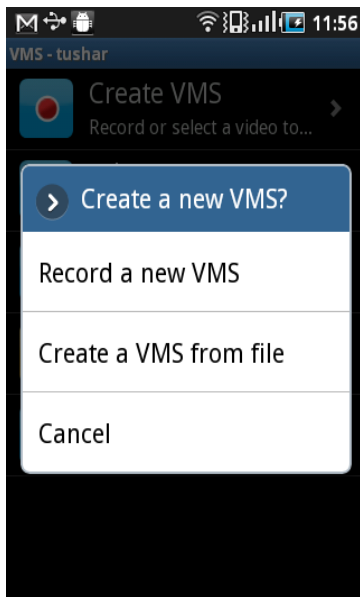 11:56
VMS - tushar
Create VMS
Record or select a video to...
Create a new VMS?
Record a new VMS
Create a VMS from file
Cancel